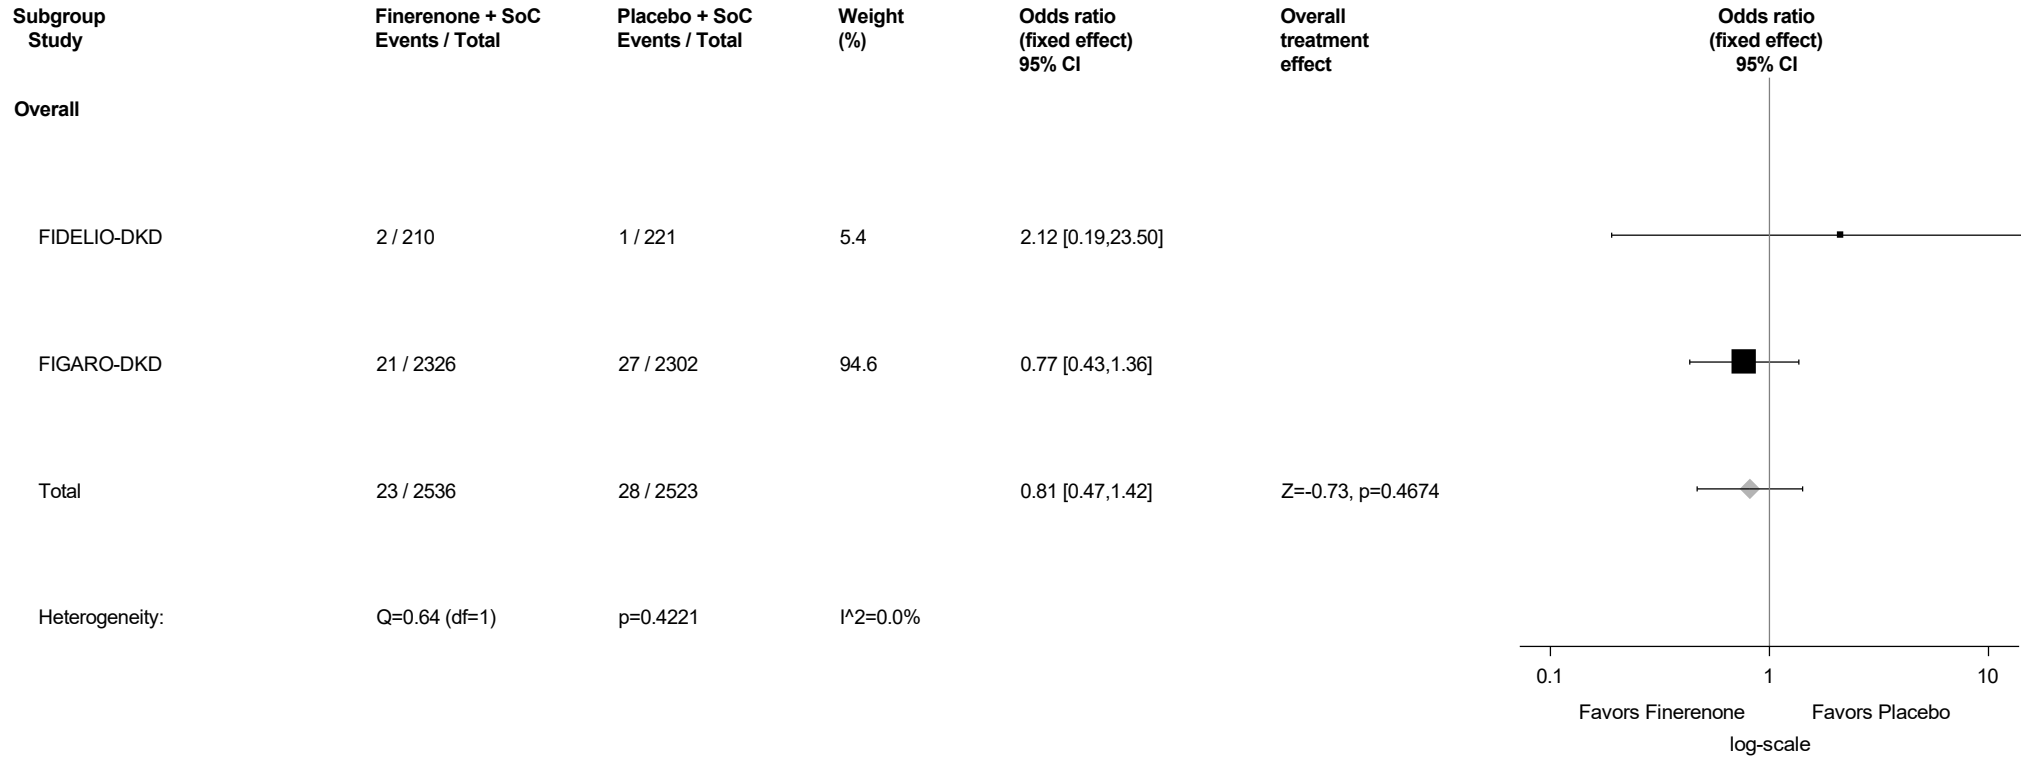 Subgroup Finerenone + SoC Placebo + SoC Weight Odds ratio Overall Odds ratio
Study Events / Total Events / Total (%) (fixed effect) treatment (fixed effect)
95% CI effect 95% CI
Overall
FIDELIO-DKD 2 / 210 1 / 221 5.4 2.12 [0.19,23.50]
FIGARO-DKD 21 / 2326 27 / 2302 94.6 0.77 [0.43,1.36]
Total 23 / 2536 28 / 2523 0.81 [0.47,1.42] Z=-0.73, p=0.4674
Heterogeneity: Q=0.64 (df=1) p=0.4221 I^2=0.0%
0.1 1 10
Favors Finerenone Favors Placebo
log-scale